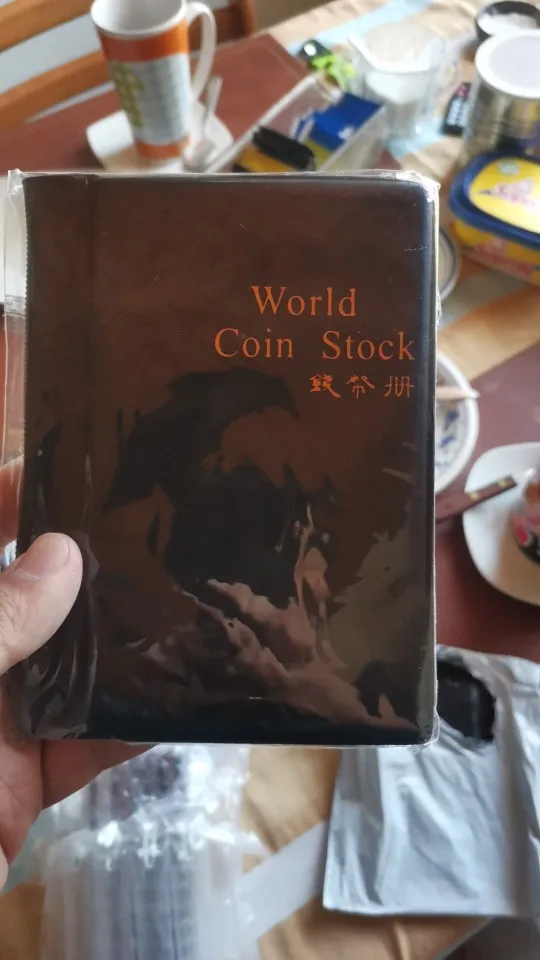 World
Coin Stock
錢幣册